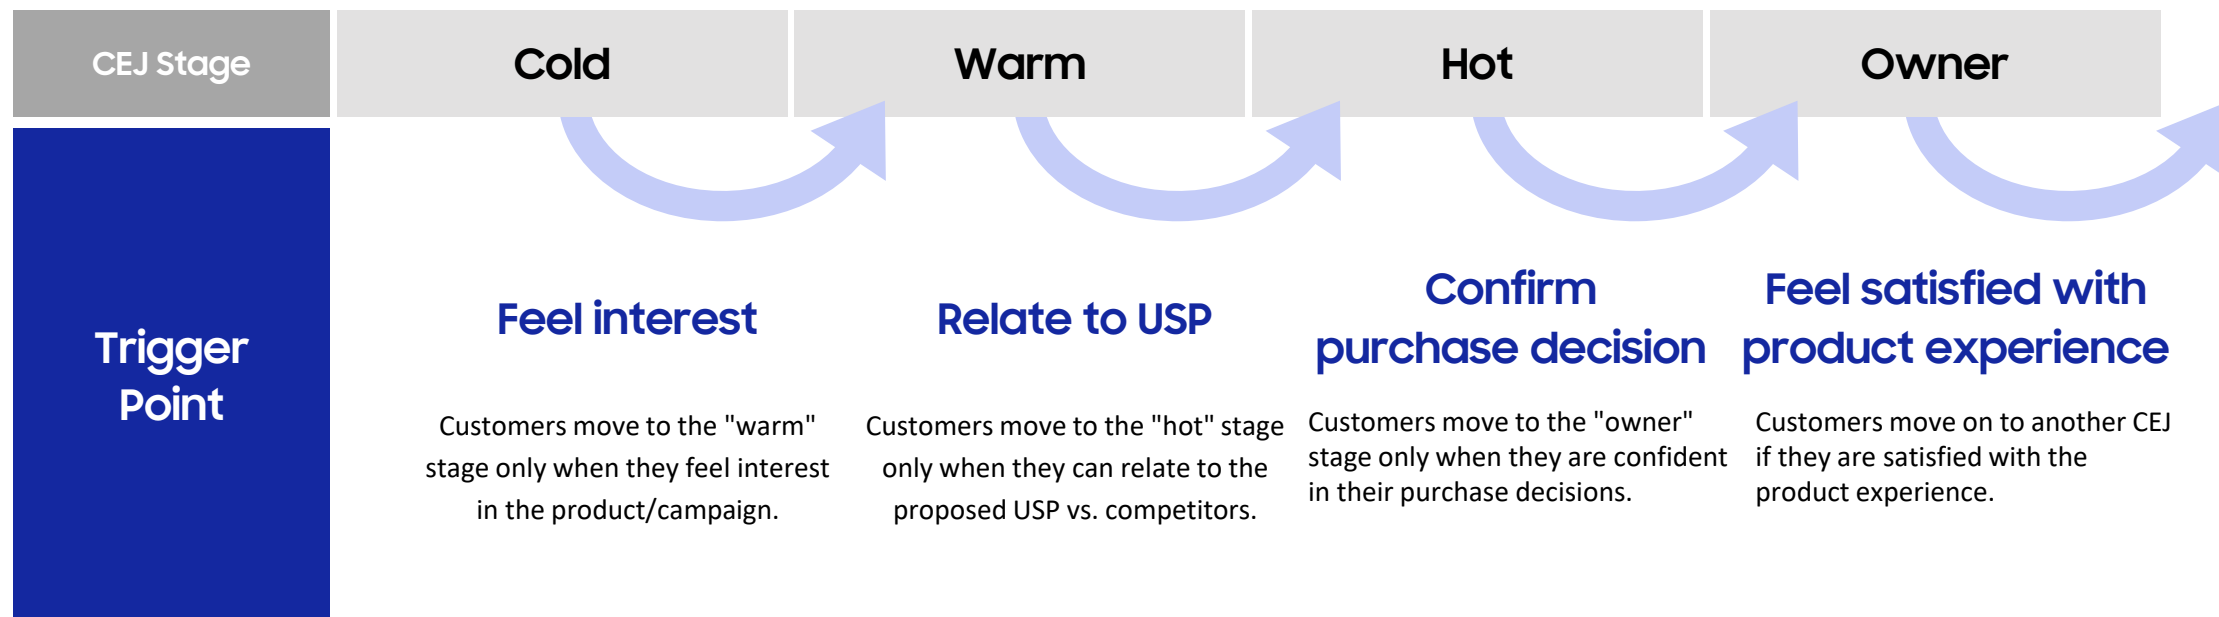 CEJ Stage
Cold
Warm
Hot
Owner
Trigger
Point
Feel interest
Customers move to the "warm"
stage only when they feel interest
in the product/campaign.
Relate to USP
Customers move to the "hot" stage
only when they can relate to the
proposed USP vs. competitors.
Confirm
purchase decision
Customers move to the "owner"
stage only when they are confident
in their purchase decisions.
Feel satisfied with
product experience
Customers move on to another CEJ
if they are satisfied with the
product experience.